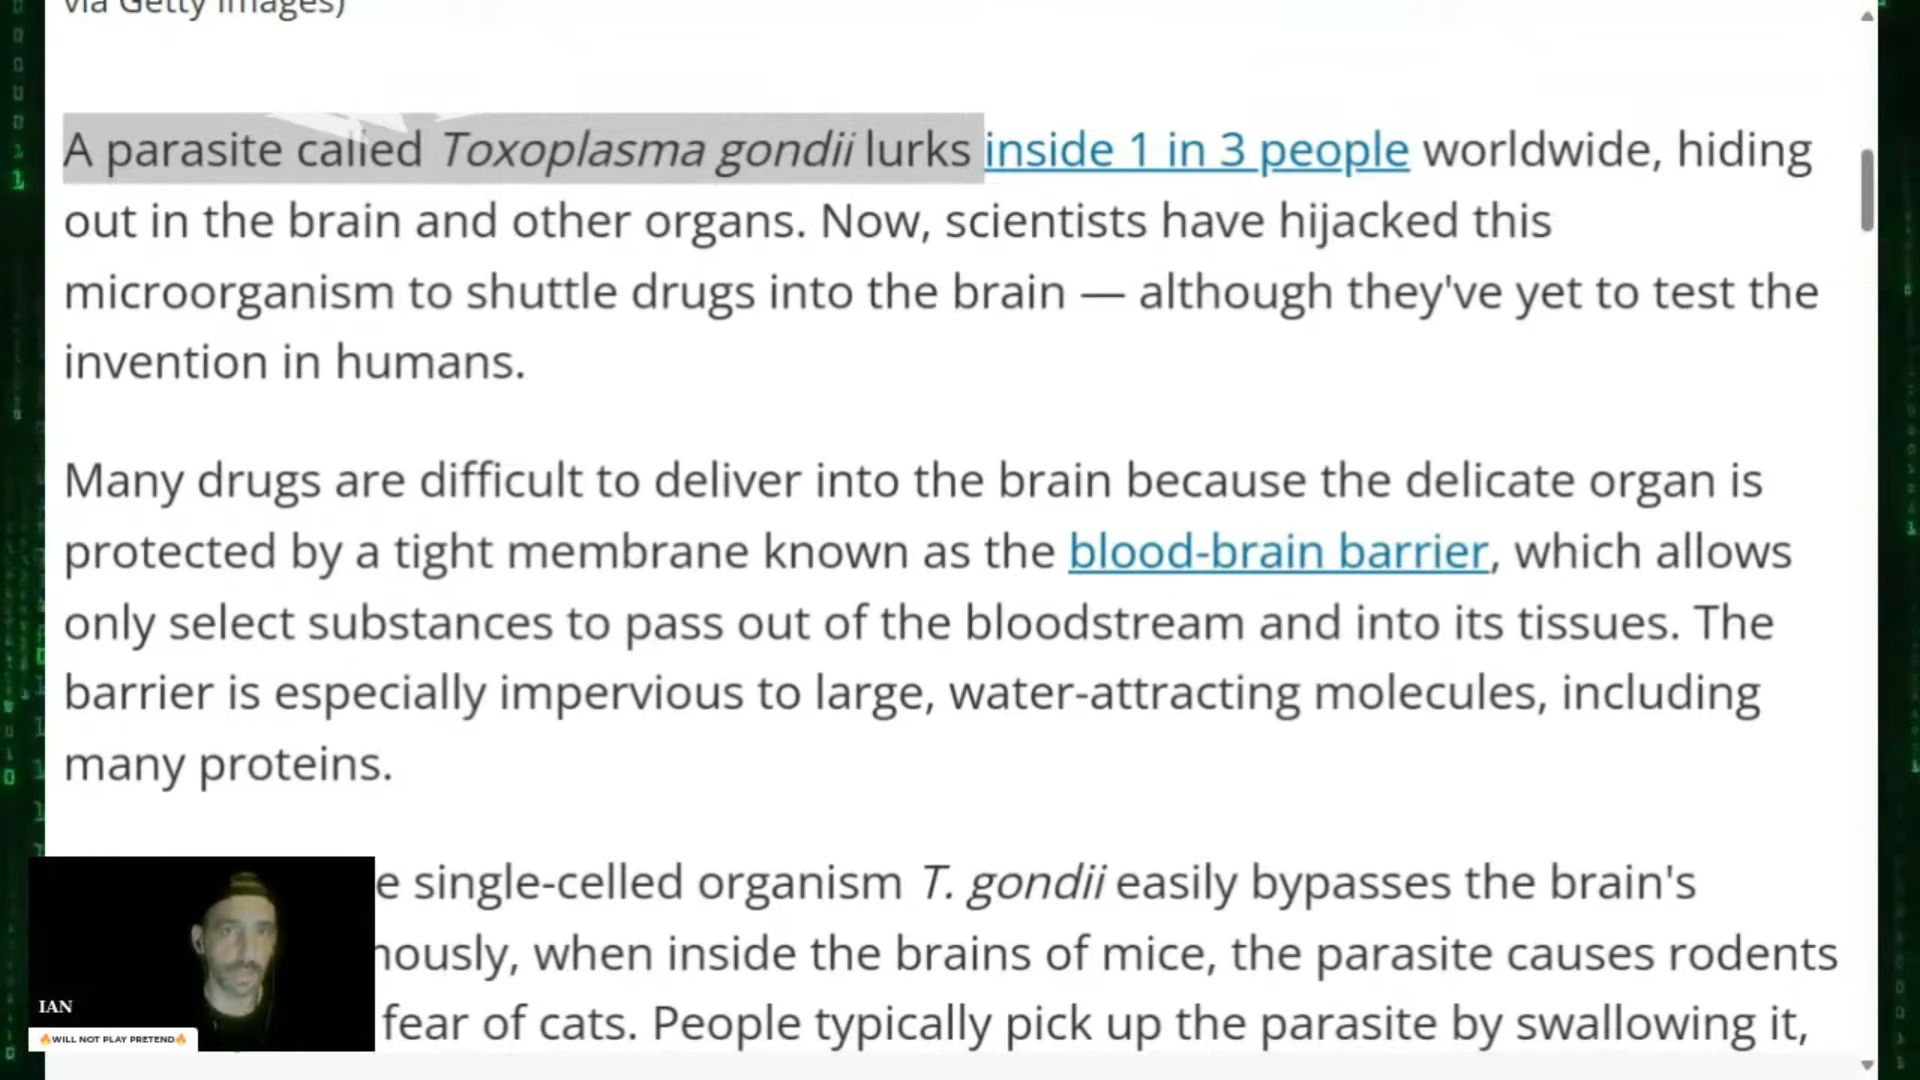 via Getty Images)
A parasite called Toxoplasma gondii lurks inside 1 in 3 people worldwide, hiding
out in the brain and other organs. Now, scientists have hijacked this
microorganism to shuttle drugs into the brain — although they've yet to test the
invention in humans.
Many drugs are difficult to deliver into the brain because the delicate organ is
protected by a tight membrane known as the blood-brain barrier, which allows
only select substances to pass out of the bloodstream and into its tissues. The
barrier is especially impervious to large, water-attracting molecules, including
many proteins.
e single-celled organism T. gondii easily bypasses the brain's
nously, when inside the brains of mice, the parasite causes rodents
fear of cats. People typically pick up the parasite by swallowing it,
IAN
🔥WILL NOT PLAY PRETEND🔥